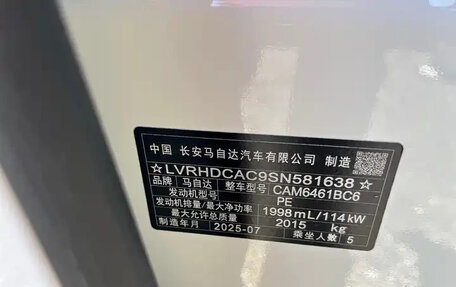 中国 长安马自达汽车有限公司 制造
☆LVRHDCAC9SN581638☆
品牌 马自达 整车型号 CAM6461BC6
发动机型号 PE
发动机排量/最大净功率 1998mL/114kW
最大允许总质量 2015 kg
制造年月 2025-07 乘坐人数 5